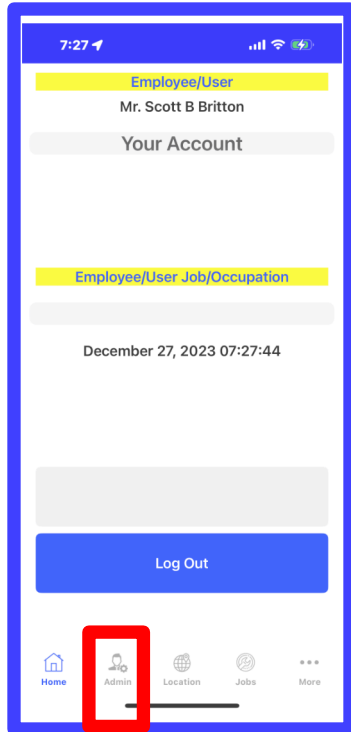 7:27
Employee/User
Mr. Scott B Britton
Your Account
Employee/User Job/Occupation
December 27, 2023 07:27:44
Log Out
Home Admin Location Jobs More